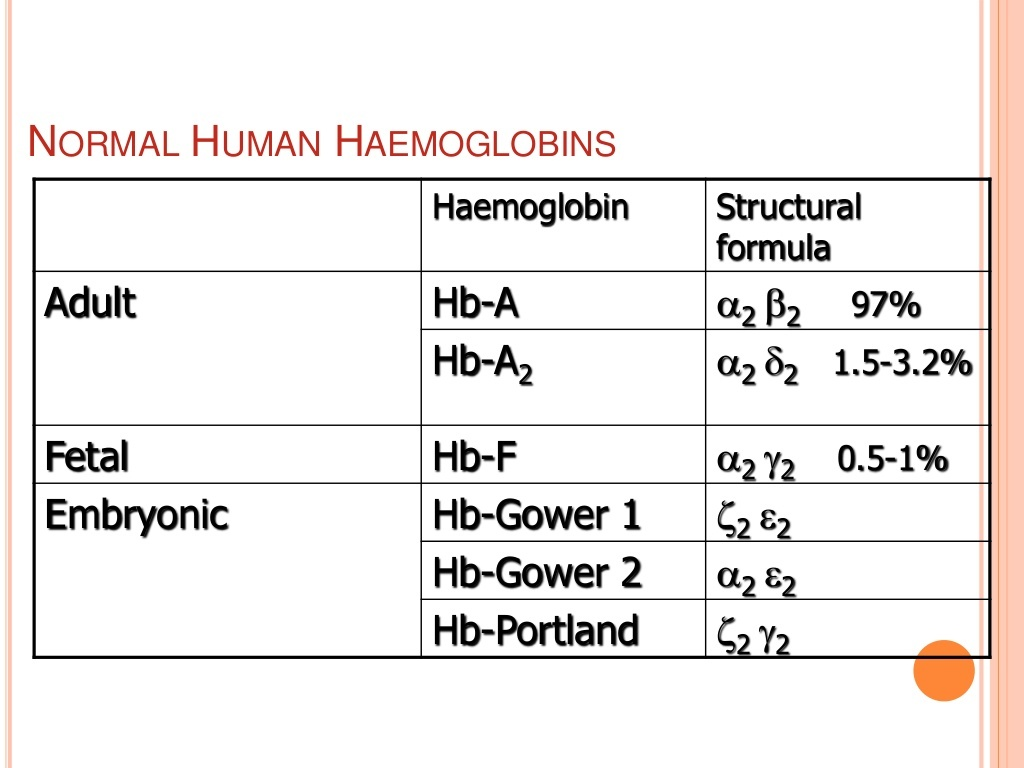 NORMAL HUMAN HAEMOGLOBINS
Haemoglobin Structural formula
Adult Hb-A α2 β2 97%
Hb-A2 α2 δ2 1.5-3.2%
Fetal Hb-F α2 γ2 0.5-1%
Embryonic Hb-Gower 1 ζ2 ε2
Hb-Gower 2 α2 ε2
Hb-Portland ζ2 γ2